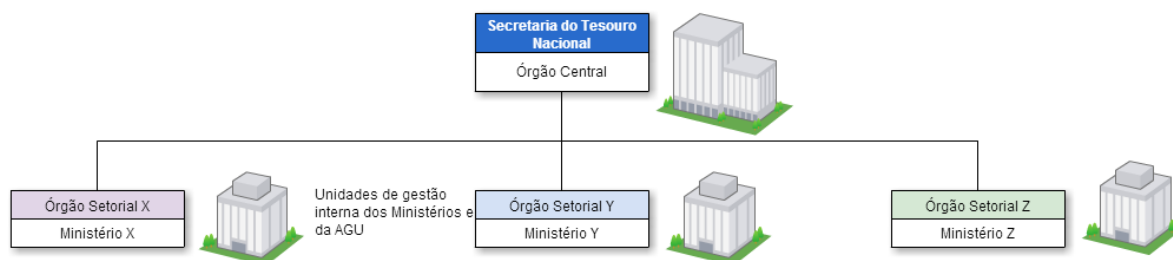 Secretaria do Tesouro
Nacional
Órgão Central
Órgão Setorial X
Ministério X
Unidades de gestão
interna dos Ministérios e
da AGU
Órgão Setorial Y
Ministério Y
Órgão Setorial Z
Ministério Z